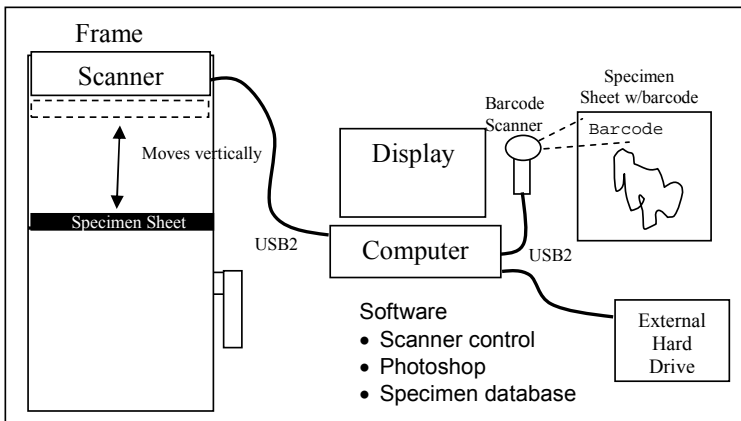 Frame
Scanner
Moves vertically
Specimen Sheet
USB2
Display
Computer
Barcode
Scanner
USB2
Specimen
Sheet w/barcode
Barcode
External
Hard
Drive
Software
• Scanner control
• Photoshop
• Specimen database